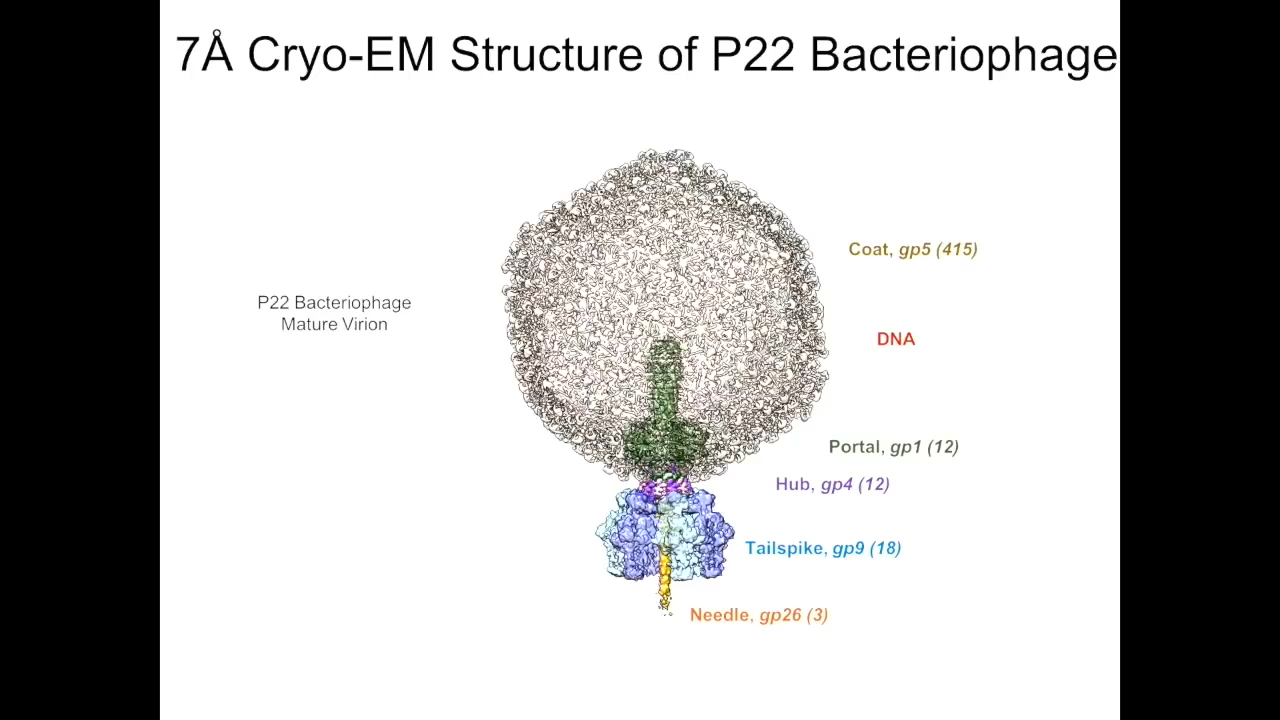 7Å Cryo-EM Structure of P22 Bacteriophage
Coat, gp5 (415)
P22 Bacteriophage
Mature Virion
DNA
Portal, gp1 (12)
Hub, gp4 (12)
Tailspike, gp9 (18)
Needle, gp26 (3)